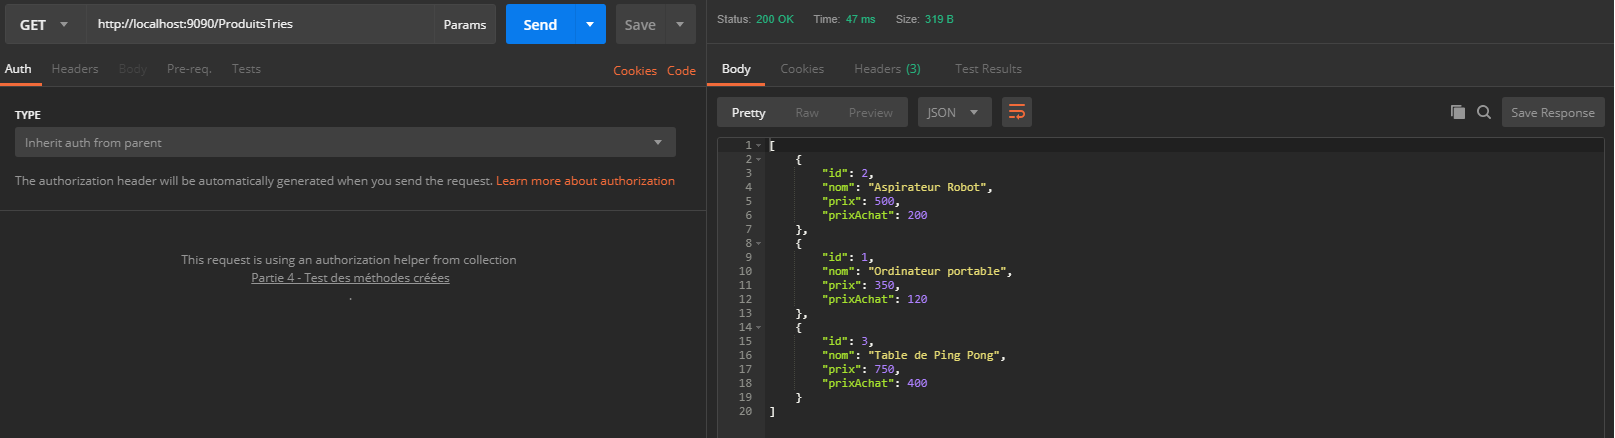 GET http://localhost:9090/ProduitsTries Params Send Save
Auth Headers Body Pre-req. Tests Cookies Code
TYPE
Inherit auth from parent
The authorization header will be automatically generated when you send the request. Learn more about authorization
This request is using an authorization helper from collection
Partie 4 - Test des méthodes créées
.
Status: 200 OK Time: 47 ms Size: 319 B
Body Cookies Headers (3) Test Results
Pretty Raw Preview JSON Save Response
1 [
2 {
3 "id": 2,
4 "nom": "Aspirateur Robot",
5 "prix": 500,
6 "prixAchat": 200
7 },
8 {
9 "id": 1,
10 "nom": "Ordinateur portable",
11 "prix": 350,
12 "prixAchat": 120
13 },
14 {
15 "id": 3,
16 "nom": "Table de Ping Pong",
17 "prix": 750,
18 "prixAchat": 400
19 }
20 ]